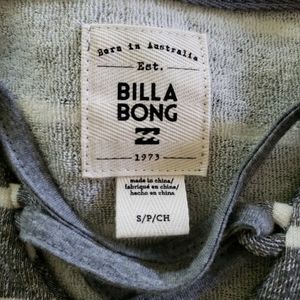 Born in Australia
Est.
BILLA
BONG
1973
made in china/
fabriqué en chine/
hecho en china
S/P/CH